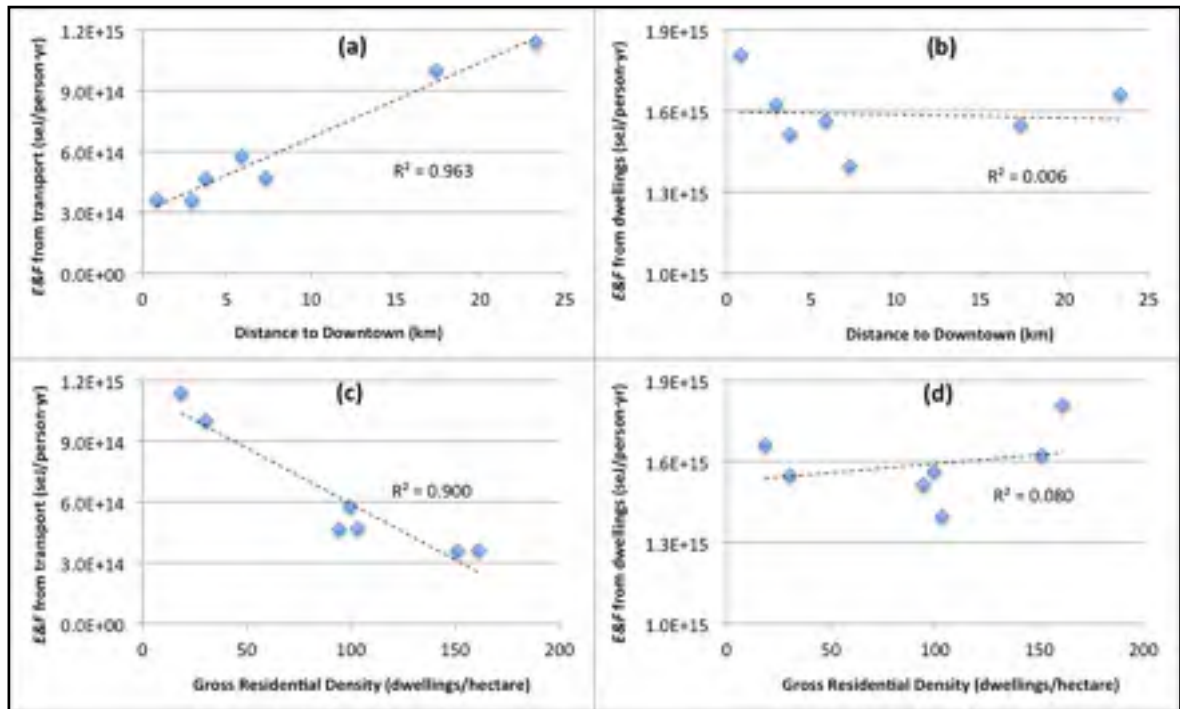 (a)
E&F from transport (seJ/person-yr)
1.2E+15
9.0E+14
6.0E+14
3.0E+14
0.0E+00
R² = 0.963
0 5 10 15 20 25
Distance to Downtown (km)
(b)
E&F from dwellings (seJ/person-yr)
1.9E+15
1.6E+15
1.3E+15
1.0E+15
R² = 0.006
0 5 10 15 20 25
Distance to Downtown (km)
(c)
E&F from transport (seJ/person-yr)
1.2E+15
9.0E+14
6.0E+14
3.0E+14
0.0E+00
R² = 0.900
0 50 100 150 200
Gross Residential Density (dwellings/hectare)
(d)
E&F from dwellings (seJ/person-yr)
1.9E+15
1.6E+15
1.3E+15
1.0E+15
R² = 0.080
0 50 100 150 200
Gross Residential Density (dwellings/hectare)